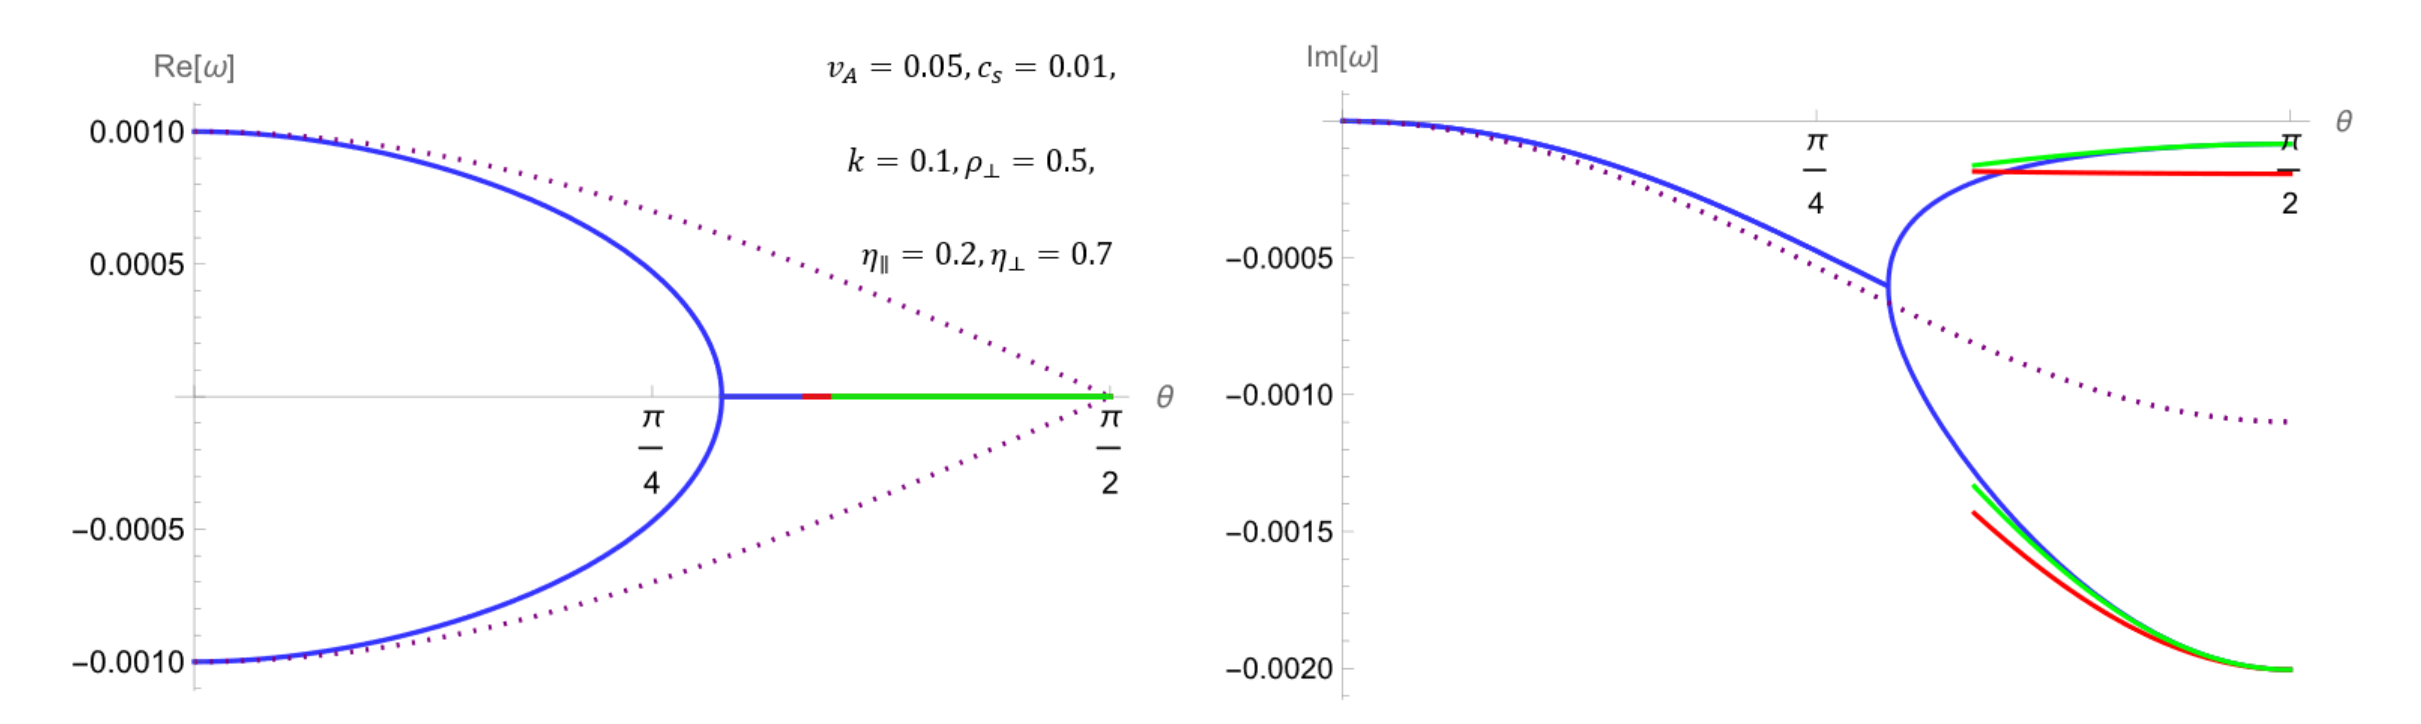 Re[ω]
v_A = 0.05, c_s = 0.01,
k = 0.1, ρ_⊥ = 0.5,
η_∥ = 0.2, η_⊥ = 0.7
0.0010
0.0005
−0.0005
−0.0010
π/4
π/2
θ
Im[ω]
θ
π/4
π/2
−0.0005
−0.0010
−0.0015
−0.0020